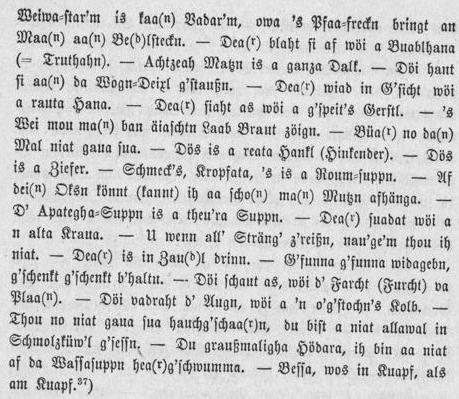 Weiwa=star'm is kaa(n) Vadar'm, owa 's Pfaa=freckn bringt an
Maa(n) aa(n) Be(d)lsteckn. — Dea(r) blaht si af wöi a Buablhana
(= Truthahn). — Achtzeah Matzn is a ganza Dalk. — Döi haut
si aa(n) da Wogn=Deixl g'staußn. — Dea(r) wiad in G'sicht wöi
a rauta Hana. — Dea(r) siaht as wöi a g'speit's Gerstl. — 's
Wei mou ma(n) ban äiaschtn Laab Braut zöign. — Büa(r) no da(n)
Mal niat gaua sua. — Dös is a reata Hankl (Hinkender). — Dös
is a Ziefer. — Schmeck's, Kropfata, 's is a Roum=suppn. — Af
dei(n) Oksn könnt (kannt) ih aa scho(n) ma(n) Mutzn afhänga. —
D' Apategha=Suppn is a theu'ra Suppn. — Dea(r) suadat wöi a
n alta Kraua. — U wenn all' Sträng' z'reißn, nau'ge'm thou ih
niat. — Dea(r) is in Zau(d)l drinn. — G'funna g'funna widagebn,
g'schenkt g'schenkt b'haltu. — Döi schaut as, wöi d' Farcht (Furcht) va
Plaa(n). — Döi vadraht d' Augn, wöi a 'n o'g'stochn's Kolb. —
Thou no niat gaua sua hauchg'schaa(r)n, du bist a niat allawal in
Schmolzküw'l g'sessn. — Du graußmaligha Hödara, ih bin aa niat
af da Wassasuppn hea(r)g'schwumma. — Bessa, wos in Kuapf, als
am Kuapf.³⁷)